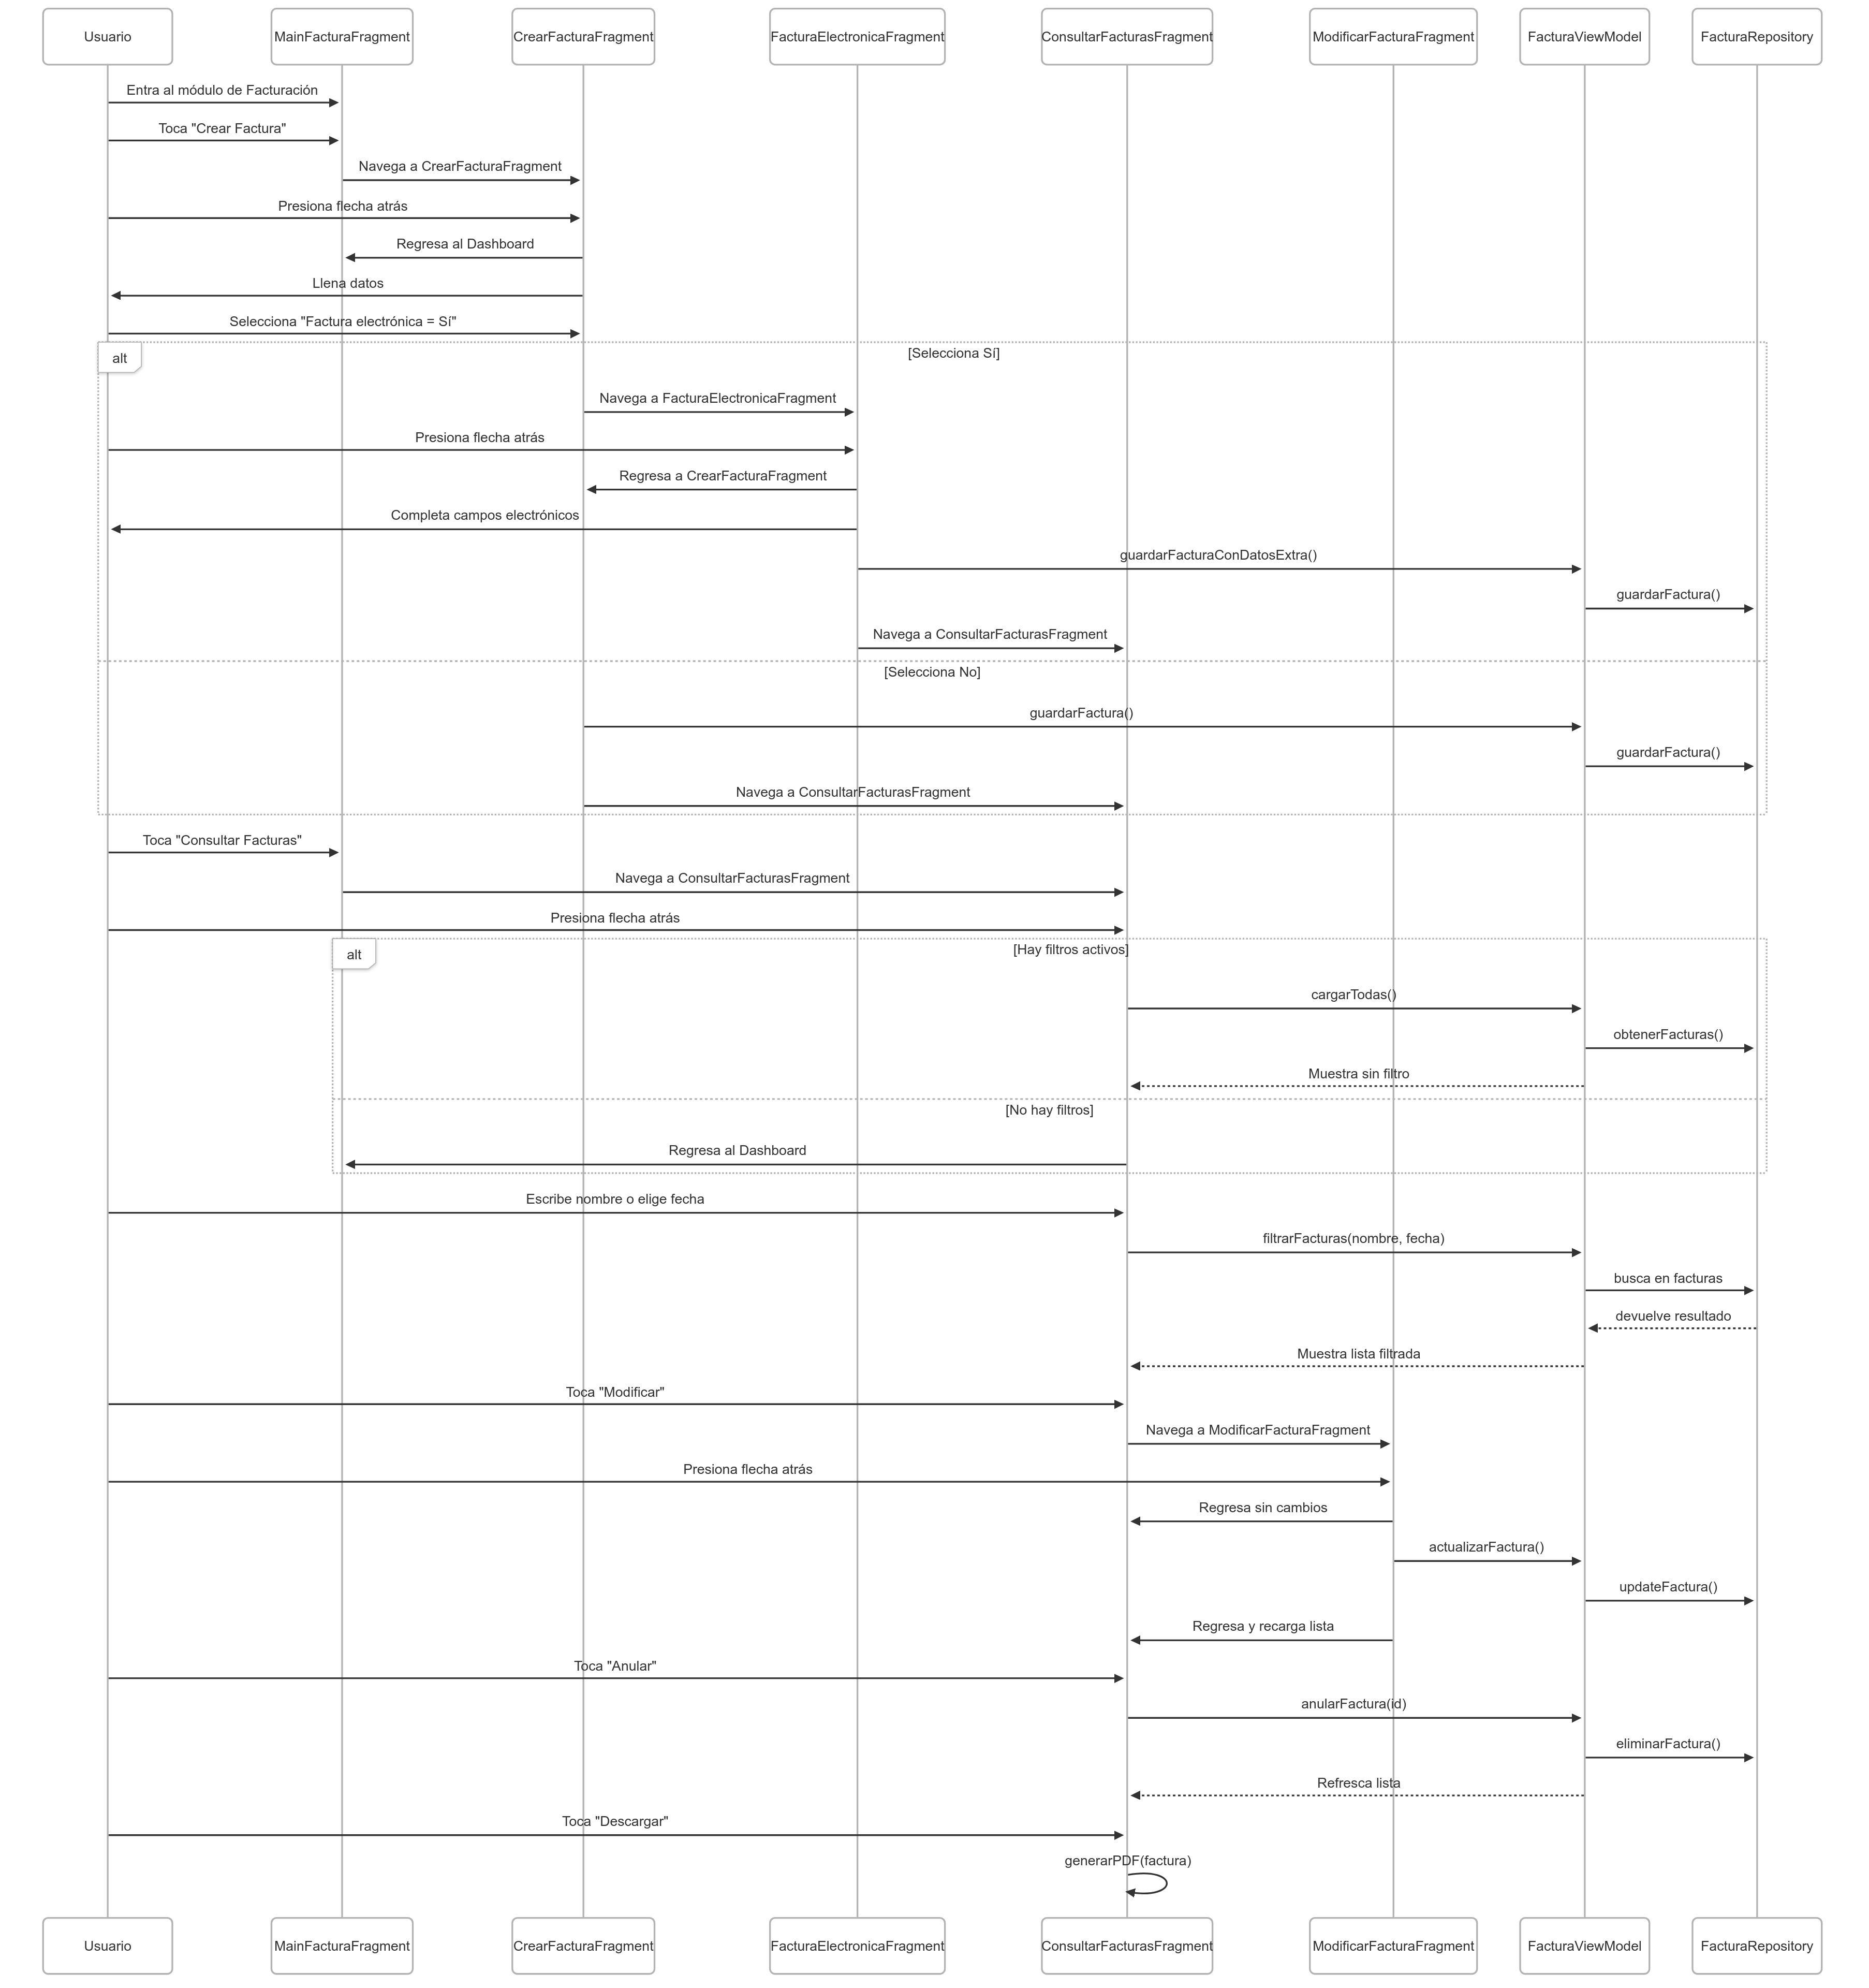 Usuario
MainFacturaFragment
CrearFacturaFragment
FacturaElectronicaFragment
ConsultarFacturasFragment
ModificarFacturaFragment
FacturaViewModel
FacturaRepository
Entra al módulo de Facturación
Toca "Crear Factura"
Navega a CrearFacturaFragment
Presiona flecha atrás
Regresa al Dashboard
Llena datos
Selecciona "Factura electrónica = Sí"
alt
[Selecciona Sí]
Navega a FacturaElectronicaFragment
Presiona flecha atrás
Regresa a CrearFacturaFragment
Completa campos electrónicos
guardarFacturaConDatosExtra()
guardarFactura()
Navega a ConsultarFacturasFragment
[Selecciona No]
guardarFactura()
guardarFactura()
Navega a ConsultarFacturasFragment
Toca "Consultar Facturas"
Navega a ConsultarFacturasFragment
Presiona flecha atrás
alt
[Hay filtros activos]
cargarTodas()
obtenerFacturas()
Muestra sin filtro
[No hay filtros]
Regresa al Dashboard
Escribe nombre o elige fecha
filtrarFacturas(nombre, fecha)
busca en facturas
devuelve resultado
Muestra lista filtrada
Toca "Modificar"
Navega a ModificarFacturaFragment
Presiona flecha atrás
Regresa sin cambios
actualizarFactura()
updateFactura()
Regresa y recarga lista
Toca "Anular"
anularFactura(id)
eliminarFactura()
Refresca lista
Toca "Descargar"
generarPDF(factura)
Usuario
MainFacturaFragment
CrearFacturaFragment
FacturaElectronicaFragment
ConsultarFacturasFragment
ModificarFacturaFragment
FacturaViewModel
FacturaRepository